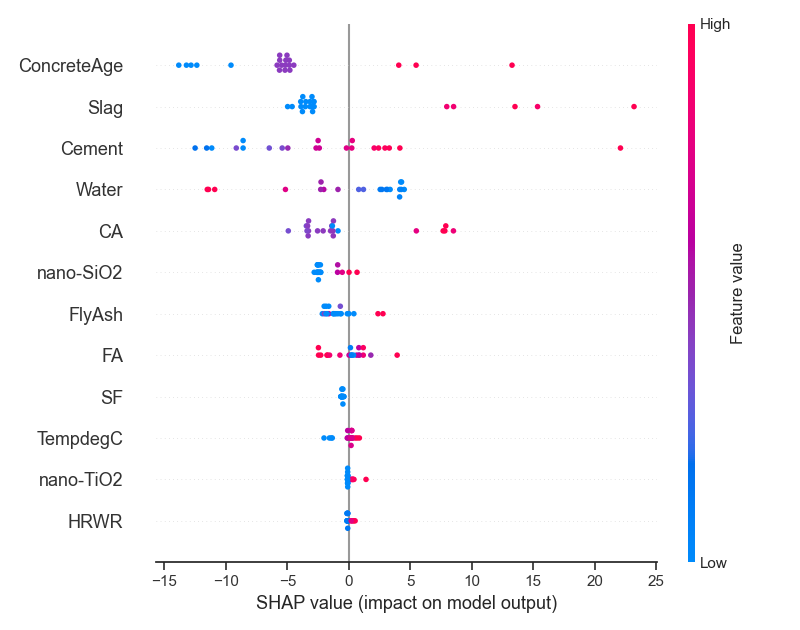 High
ConcreteAge
Slag
Cement
Water
CA
nano-SiO2
FlyAsh
FA
SF
TempdegC
nano-TiO2
HRWR
Feature value
Low
−15 −10 −5 0 5 10 15 20 25
SHAP value (impact on model output)